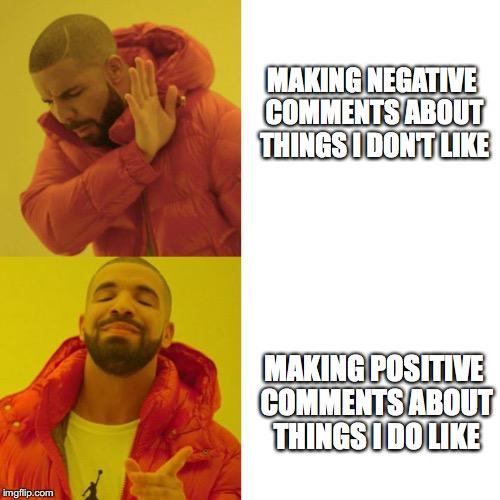 MAKING NEGATIVE
COMMENTS ABOUT
THINGS I DON'T LIKE
MAKING POSITIVE
COMMENTS ABOUT
THINGS I DO LIKE
imgflip.com